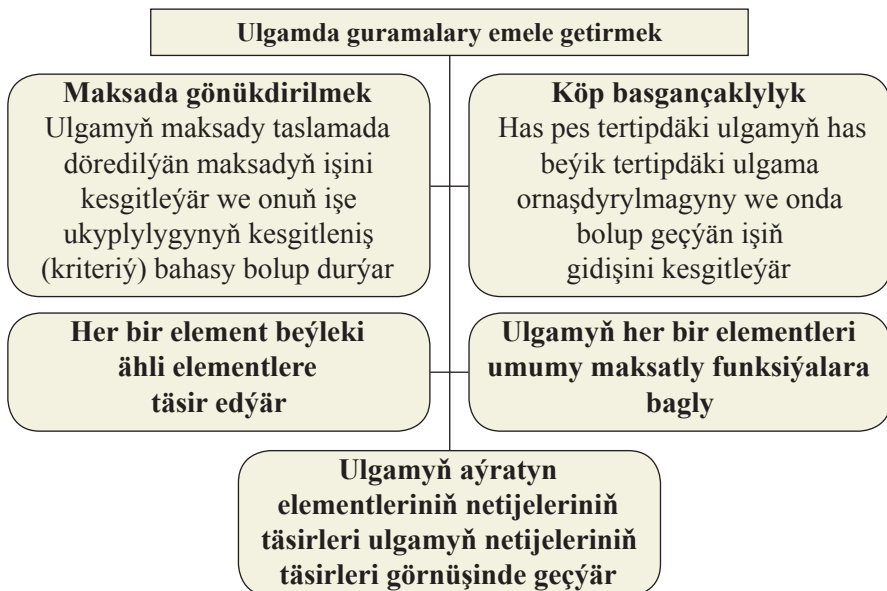 Ulgamda guramalary emele getirmek
Maksada gönükdirilmek
Ulgamyň maksady taslamada
döredilýän maksadyň işini
kesgitleýär we onuň işe
ukyplylygynyň kesgitleniş
(kriteriý) bahasy bolup durýar
Köp basgançaklylyk
Has pes tertipdäki ulgamyň has
beýik tertipdäki ulgama
ornaşdyrylmagyny we onda
bolup geçýän işiň
gidişini kesgitleýär
Her bir element beýleki
ähli elementlere
täsir edýär
Ulgamyň her bir elementleri
umumy maksatly funksiýalara
bagly
Ulgamyň aýratyn
elementleriniň netijeleriniň
täsirleri ulgamyň netijeleriniň
täsirleri görnüşinde geçýär